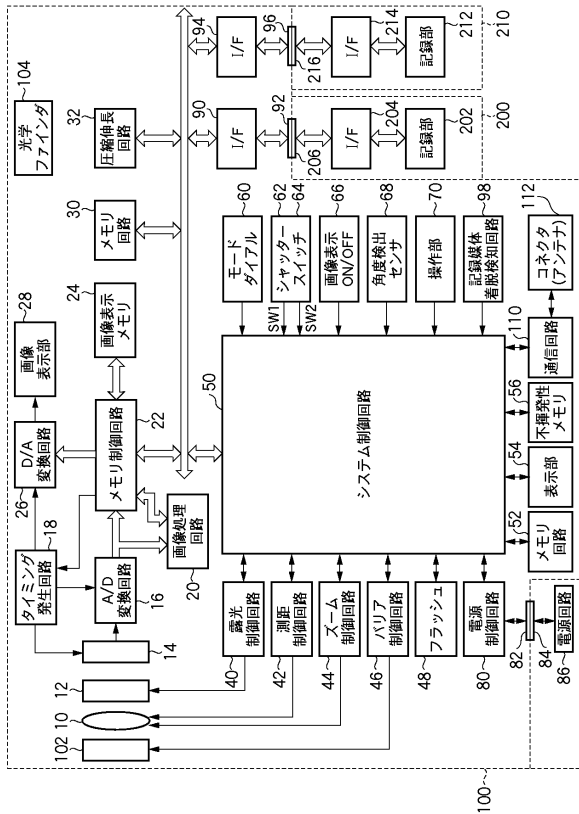 光学
ファインダ
104
32
圧縮伸長
回路
30
メモリ
回路
24
画像表示
メモリ
28
画像
表示部
26
D/A
変換回路
22
メモリ制御回路
18
タイミング
発生回路
16
A/D
変換回路
20
画像処理
回路
14
12
10
102
94
I/F
96
216
214
I/F
212
記録部
210
90
I/F
92
206
204
I/F
202
記録部
200
50
システム制御回路
60
モード
ダイアル
62
64
シャッター
スイッチ
SW1
SW2
66
画像表示
ON/OFF
68
角度検出
センサ
70
操作部
98
記録媒体
着脱検知回路
112
コネクタ
(アンテナ)
110
通信回路
56
不揮発性
メモリ
54
表示部
52
メモリ
回路
40
露光
制御回路
42
測距
制御回路
44
ズーム
制御回路
46
バリア
制御回路
48
フラッシュ
80
電源
制御回路
82
84
86
電源回路
100